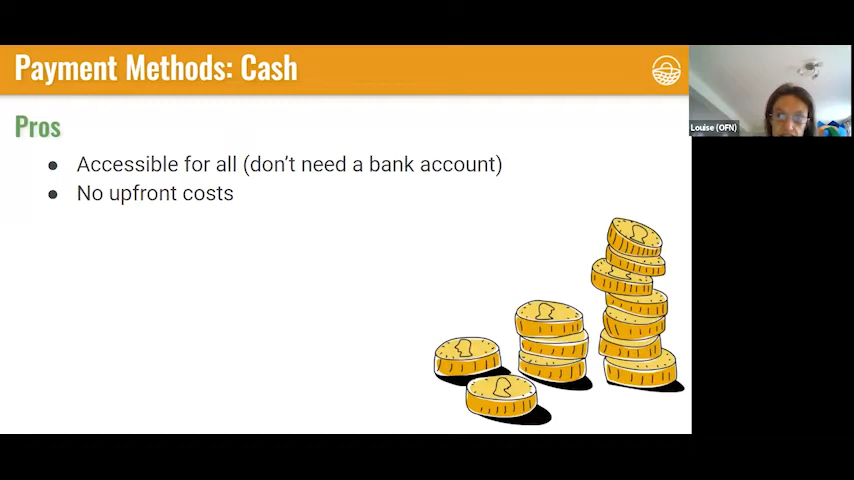 Payment Methods: Cash
Louise (OFN)
Pros
● Accessible for all (don't need a bank account)
● No upfront costs